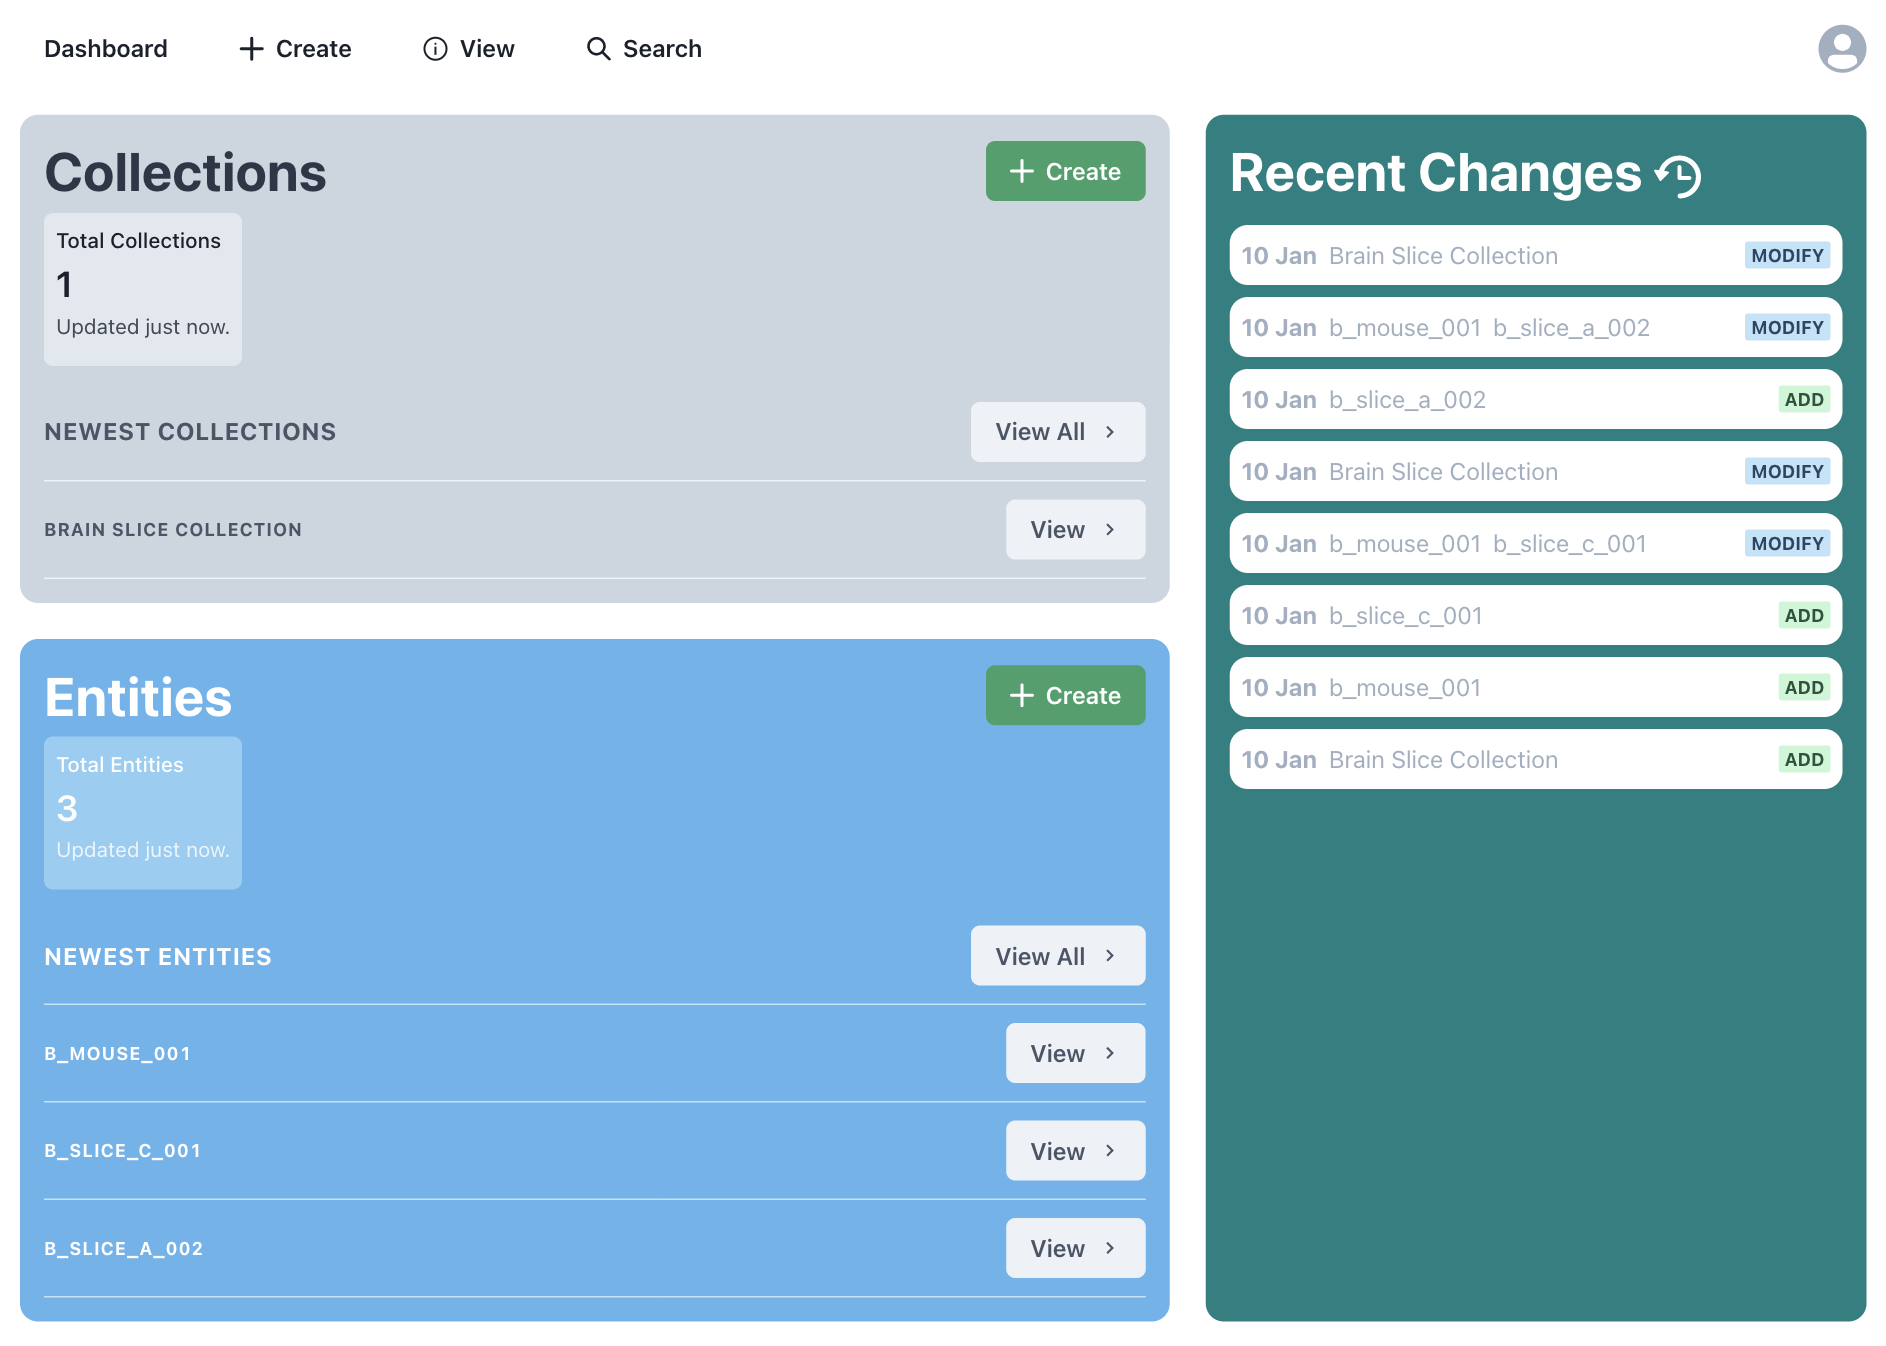 Dashboard
Create
View
Search
Collections
Create
Total Collections
1
Updated just now.
NEWEST COLLECTIONS
View All
BRAIN SLICE COLLECTION
View
Entities
Create
Total Entities
3
Updated just now.
NEWEST ENTITIES
View All
B_MOUSE_001
View
B_SLICE_C_001
View
B_SLICE_A_002
View
Recent Changes
10 Jan Brain Slice Collection MODIFY
10 Jan b_mouse_001 b_slice_a_002 MODIFY
10 Jan b_slice_a_002 ADD
10 Jan Brain Slice Collection MODIFY
10 Jan b_mouse_001 b_slice_c_001 MODIFY
10 Jan b_slice_c_001 ADD
10 Jan b_mouse_001 ADD
10 Jan Brain Slice Collection ADD